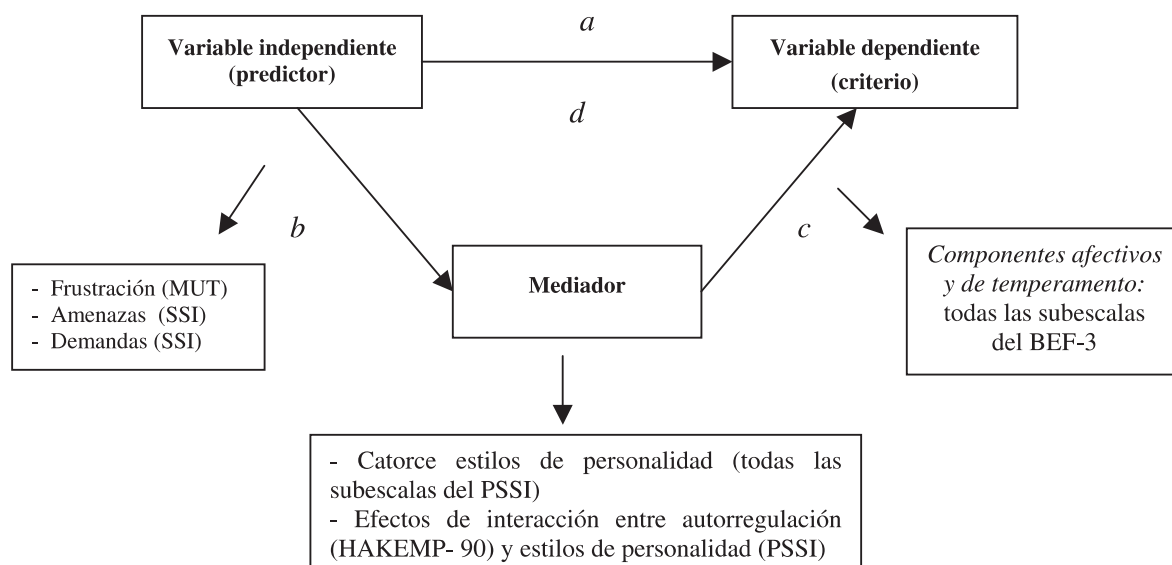 a
Variable independiente
(predictor)
Variable dependiente
(criterio)
d
b
c
- Frustración (MUT)
- Amenazas (SSI)
- Demandas (SSI)
Mediador
Componentes afectivos
y de temperamento:
todas las subescalas
del BEF-3
- Catorce estilos de personalidad (todas las
subescalas del PSSI)
- Efectos de interacción entre autorregulación
(HAKEMP- 90) y estilos de personalidad (PSSI)